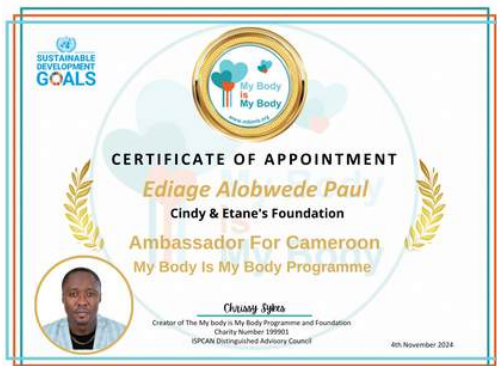 SUSTAINABLE
DEVELOPMENT
GOALS
My Body
is
My Body
CERTIFICATE OF APPOINTMENT
Ediage Alobwede Paul
Cindy & Etane's Foundation
Ambassador For Cameroon
My Body Is My Body Programme
Chrissy Sykes
Creator of The My body is My Body Programme and Foundation
Charity Number 199901
ISPCAN Distinguished Advisory Council
4th November 2024